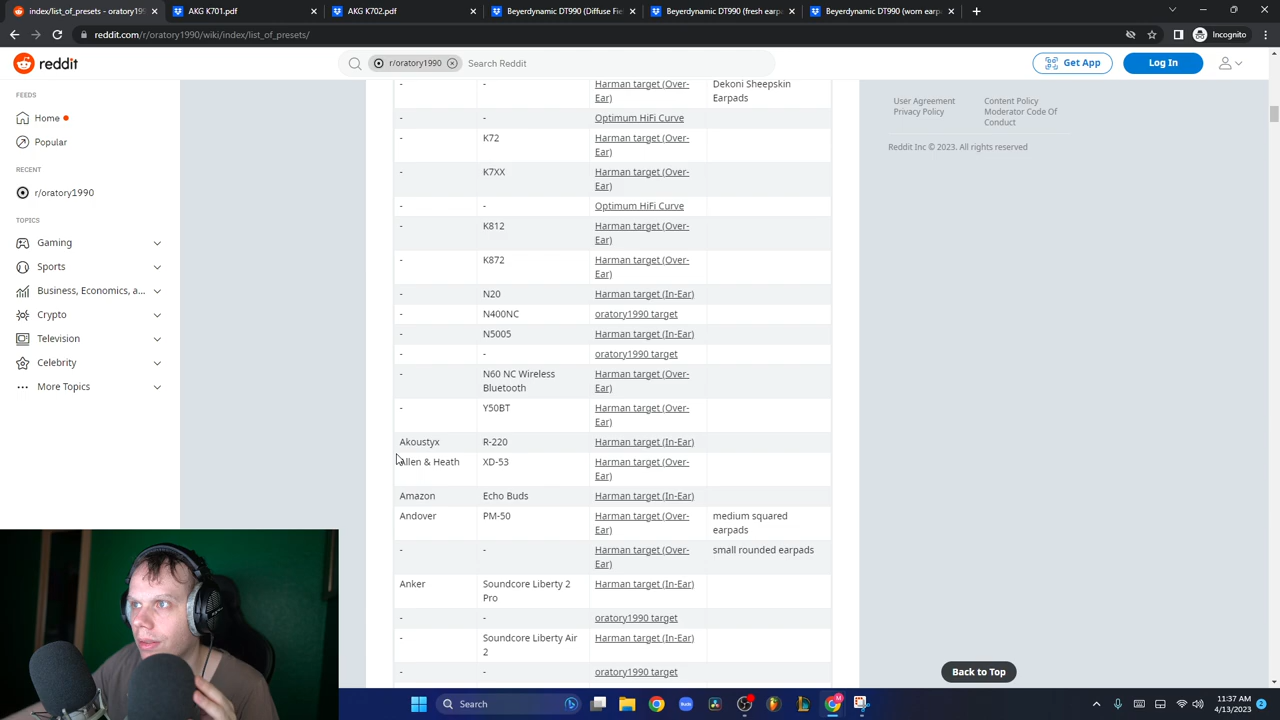 index/list_of_presets - oratory19
AKG K701.pdf
AKG K702.pdf
Beyerdynamic DT990 (Diffuse-Fie
Beyerdynamic DT990 (fresh earp
Beyerdynamic DT990 (worn earp
reddit.com/r/oratory1990/wiki/index/list_of_presets/
Incognito
reddit
r/oratory1990
Search Reddit
Get App
Log In
FEEDS
Home
Popular
RECENT
r/oratory1990
TOPICS
Gaming
Sports
Business, Economics, a...
Crypto
Television
Celebrity
More Topics
- - Harman target (Over-
Ear) Dekoni Sheepskin
Earpads
- - Optimum HiFi Curve
- K72 Harman target (Over-
Ear)
- K7XX Harman target (Over-
Ear)
- - Optimum HiFi Curve
- K812 Harman target (Over-
Ear)
- K872 Harman target (Over-
Ear)
- N20 Harman target (In-Ear)
- N400NC oratory1990 target
- N5005 Harman target (In-Ear)
- - oratory1990 target
- N60 NC Wireless
Bluetooth Harman target (Over-
Ear)
- Y50BT Harman target (Over-
Ear)
Akoustyx R-220 Harman target (In-Ear)
Allen & Heath XD-53 Harman target (Over-
Ear)
Amazon Echo Buds Harman target (In-Ear)
Andover PM-50 Harman target (Over-
Ear) medium squared
earpads
- - Harman target (Over-
Ear) small rounded earpads
Anker Soundcore Liberty 2
Pro Harman target (In-Ear)
- - oratory1990 target
- Soundcore Liberty Air
2 Harman target (In-Ear)
- - oratory1990 target
User Agreement
Privacy Policy
Content Policy
Moderator Code Of
Conduct
Reddit Inc © 2023. All rights reserved
Back to Top
Search
11:37 AM
4/13/2023